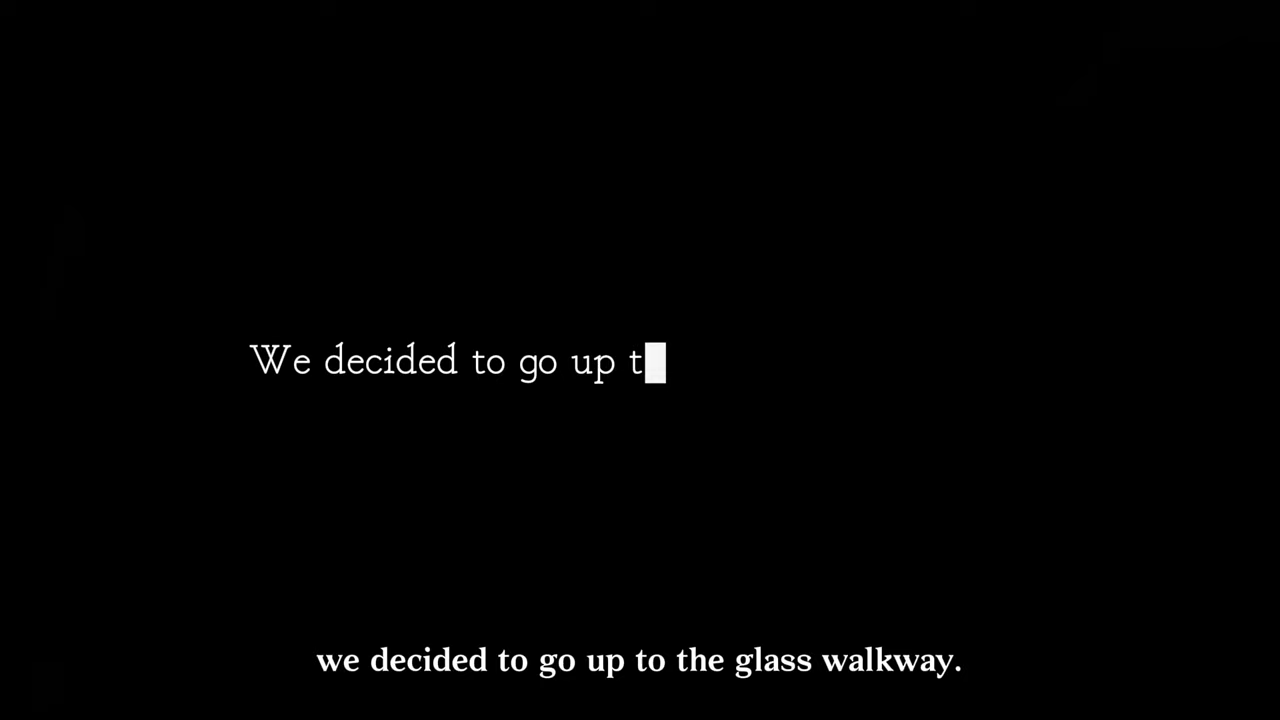 We decided to go up t
we decided to go up to the glass walkway.